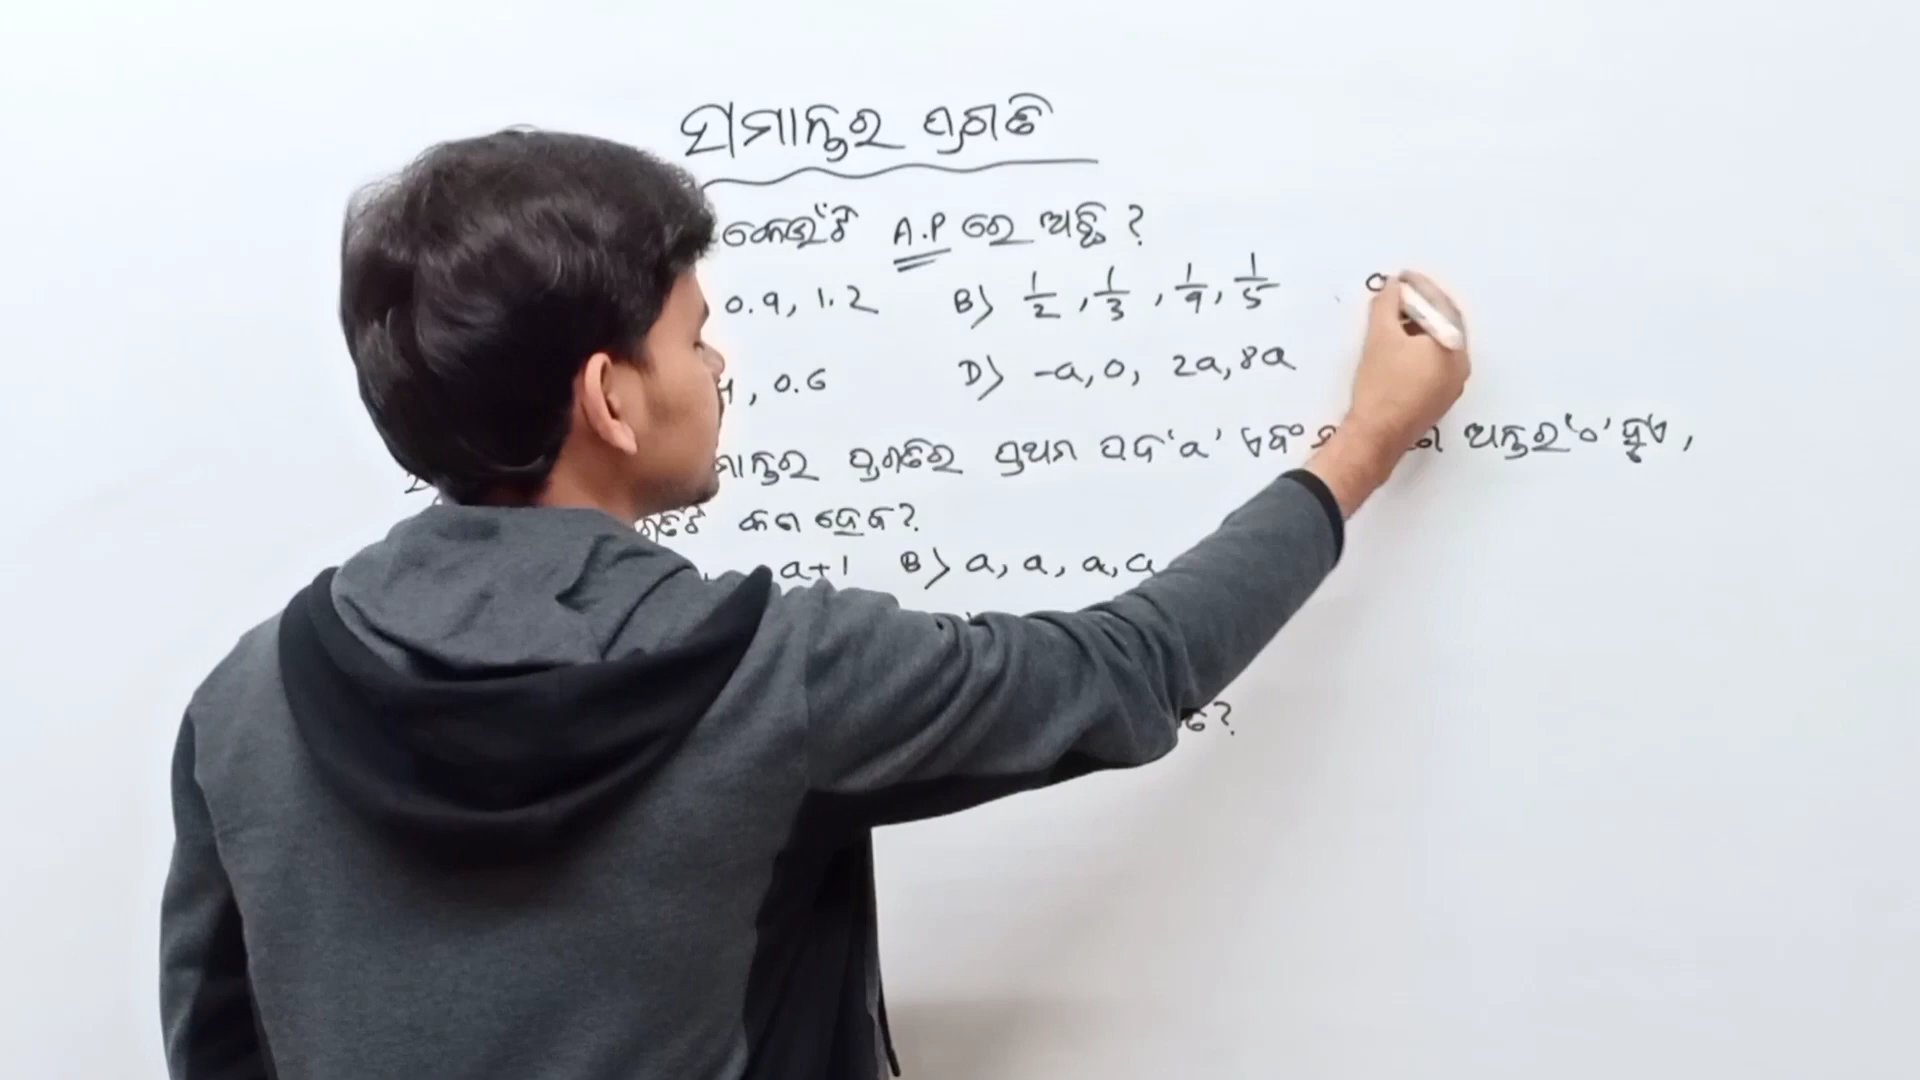 ସମାନ୍ତର ପ୍ରଗତି
କେଉଁଟି A.P ରେ ଅଛି ?
0.9, 1.2 B) 1/2, 1/3, 1/9, 1/5
, 0.6 D) -a, 0, 2a, 8a
ମାନ୍ତର ପ୍ରଗତିର ପ୍ରଥମ ପଦ 'a' ଏବଂ ଅନ୍ତର '0' ହୁଏ,
କଣ ହେବ ?
a+1 B) a, a, a, a